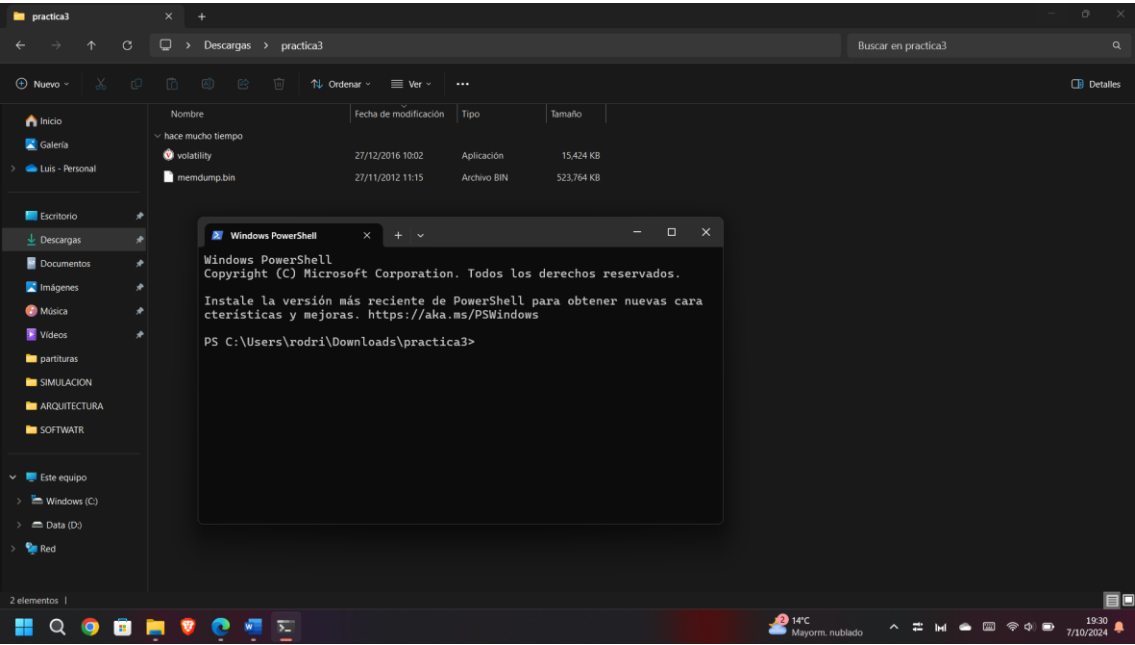 practica3
Descargas > practica3
Buscar en practica3
Nuevo
Ordenar
Ver
Detalles
Nombre
Fecha de modificación
Tipo
Tamaño
hace mucho tiempo
volatility 27/12/2016 10:02 Aplicación 15,424 KB
memdump.bin 27/11/2012 11:15 Archivo BIN 523,764 KB
Inicio
Galería
Luis - Personal
Escritorio
Descargas
Documentos
Imágenes
Música
Vídeos
partituras
SIMULACION
ARQUITECTURA
SOFTWATR
Este equipo
Windows (C:)
Data (D:)
Red
Windows PowerShell
Windows PowerShell
Copyright (C) Microsoft Corporation. Todos los derechos reservados.
Instale la versión más reciente de PowerShell para obtener nuevas cara
cterísticas y mejoras. https://aka.ms/PSWindows
PS C:\Users\rodri\Downloads\practica3>
2 elementos
2
14°C
Mayorm. nublado
19:30
7/10/2024